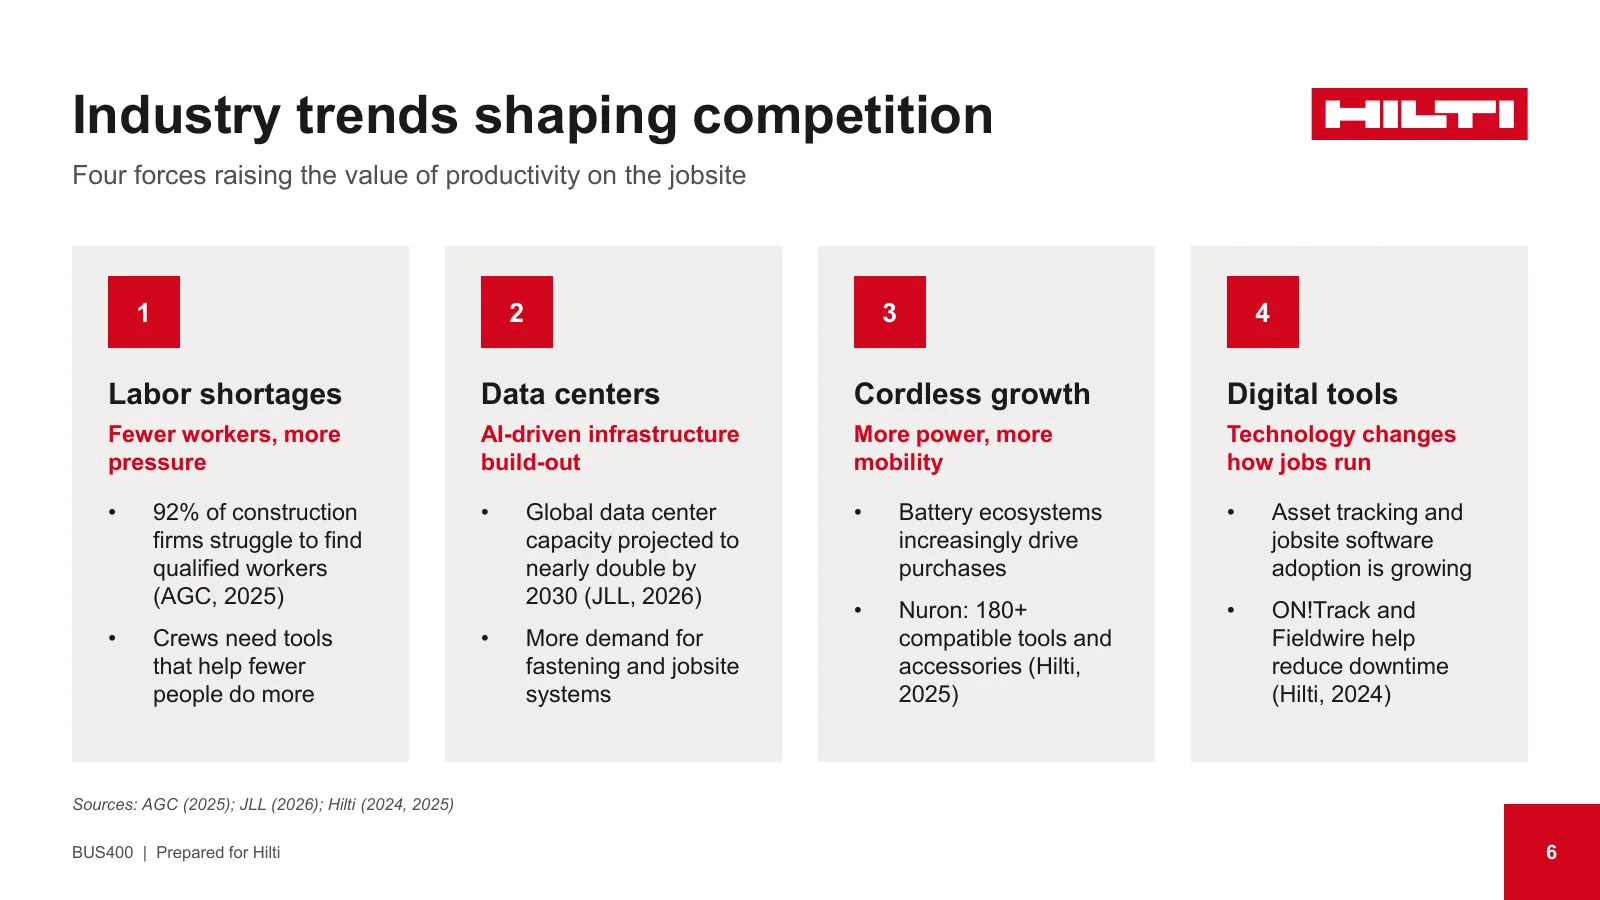 Industry trends shaping competition
HILTI
Four forces raising the value of productivity on the jobsite
1
Labor shortages
Fewer workers, more
pressure
• 92% of construction
firms struggle to find
qualified workers
(AGC, 2025)
• Crews need tools
that help fewer
people do more
2
Data centers
AI-driven infrastructure
build-out
• Global data center
capacity projected to
nearly double by
2030 (JLL, 2026)
• More demand for
fastening and jobsite
systems
3
Cordless growth
More power, more
mobility
• Battery ecosystems
increasingly drive
purchases
• Nuron: 180+
compatible tools and
accessories (Hilti,
2025)
4
Digital tools
Technology changes
how jobs run
• Asset tracking and
jobsite software
adoption is growing
• ON!Track and
Fieldwire help
reduce downtime
(Hilti, 2024)
Sources: AGC (2025); JLL (2026); Hilti (2024, 2025)
BUS400 | Prepared for Hilti
6